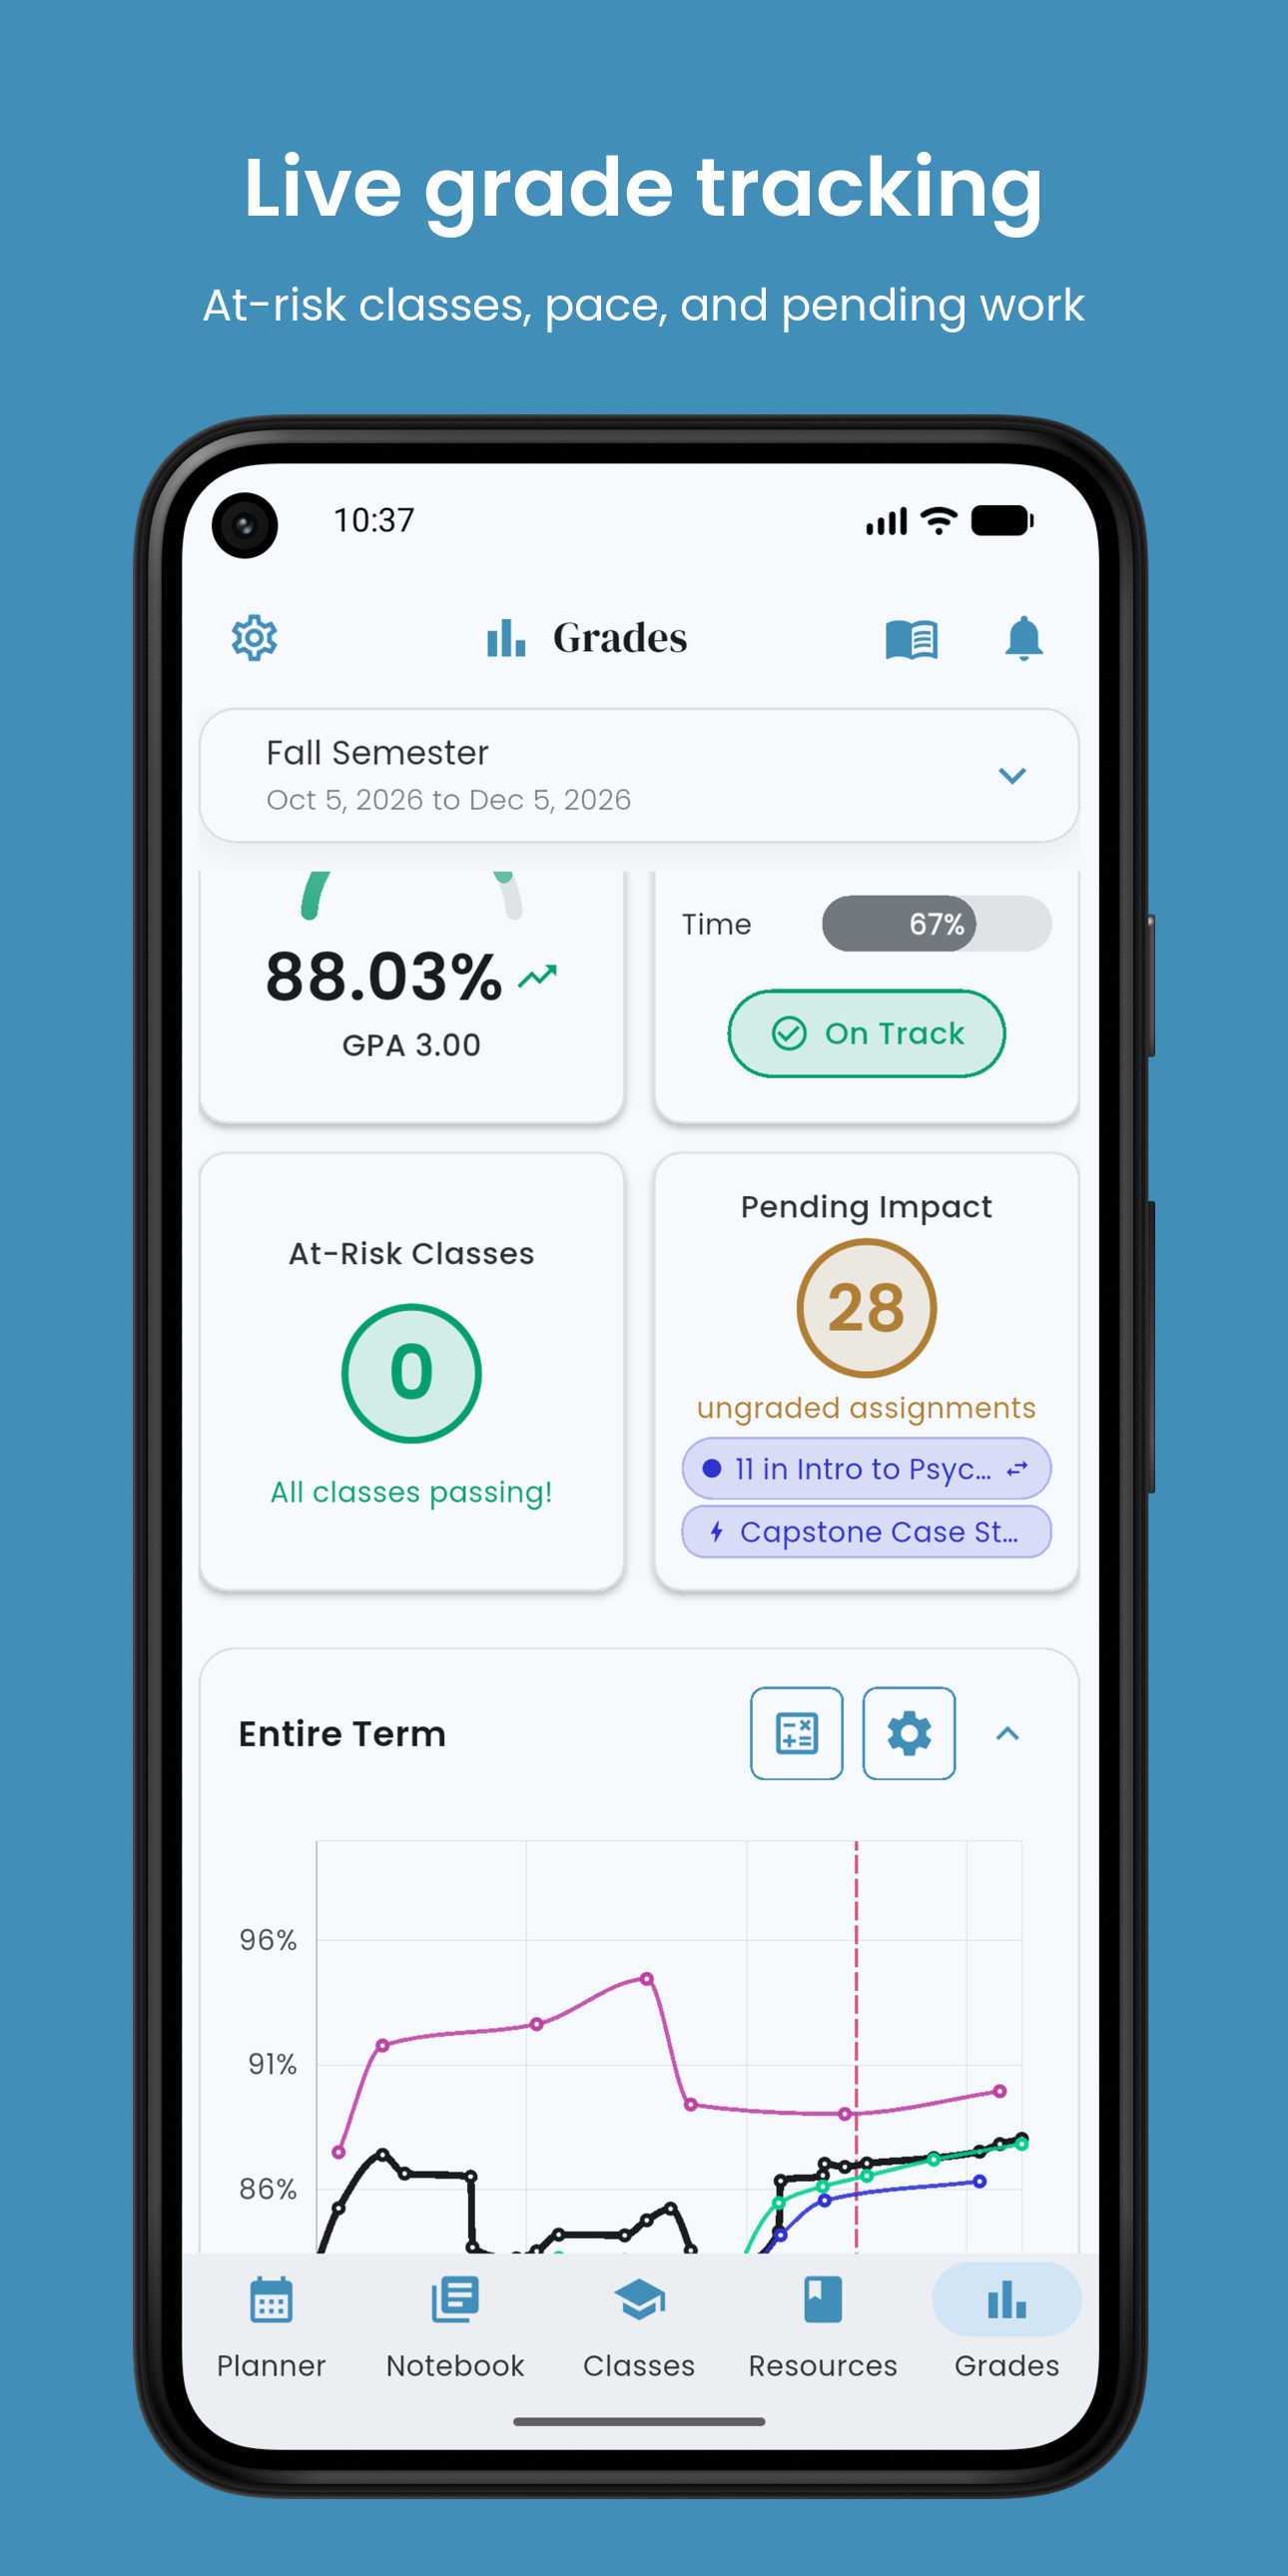 Live grade tracking
At-risk classes, pace, and pending work
10:37
Grades
Fall Semester
Oct 5, 2026 to Dec 5, 2026
88.03%
GPA 3.00
Time
67%
On Track
At-Risk Classes
0
All classes passing!
Pending Impact
28
ungraded assignments
11 in Intro to Psyc...
Capstone Case St...
Entire Term
96%
91%
86%
Planner
Notebook
Classes
Resources
Grades